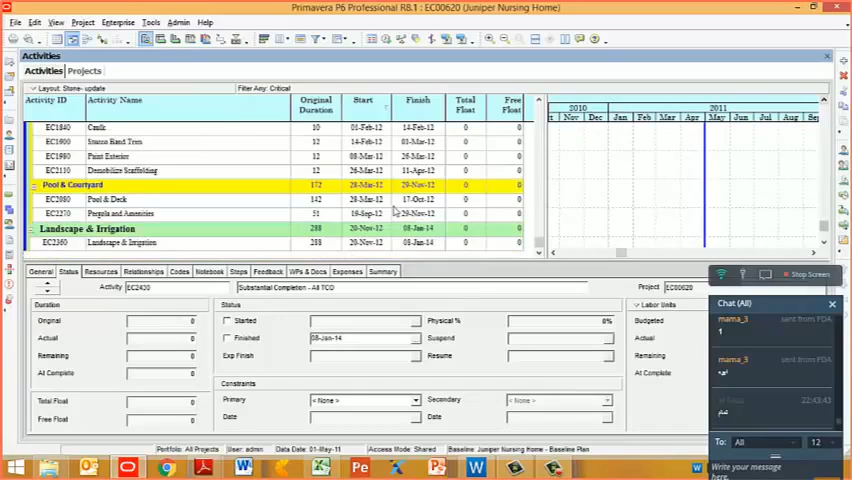 Primavera P6 Professional R8.1 : EC00620 (Juniper Nursing Home)
File Edit View Project Enterprise Tools Admin Help
Activities
Activities Projects
Layout: Stone- update Filter Any: Critical
Activity ID Activity Name Original Duration Start Finish Total Float Free Float
2010 2011
Nov Dec Jan Feb Mar Apr May Jun Jul Aug
EC1840 Caulk 10 01-Feb-12 14-Feb-12 0 0
EC1900 Stucco Band Trim 12 14-Feb-12 01-Mar-12 0 0
EC1980 Paint Exterior 12 08-Mar-12 26-Mar-12 0 0
EC2110 Demobilize Scaffolding 12 26-Mar-12 11-Apr-12 0 0
Pool & Courtyard 172 28-Mar-12 29-Nov-12 0 0
EC2080 Pool & Deck 142 28-Mar-12 17-Oct-12 0 0
EC2270 Pergola and Amenities 51 19-Sep-12 29-Nov-12 0 0
Landscape & Irrigation 288 20-Nov-12 08-Jan-14 0 0
EC2360 Landscape & Irrigation 288 20-Nov-12 08-Jan-14 0 0
General Status Resources Relationships Codes Notebook Steps Feedback WPs & Docs Expenses Summary
Stop Screen
Activity EC2430 Substantial Completion - All TCO Project EC00620
Chat (All)
Duration Status Labor Units
Original 0 Started Physical % 0% Budgeted
Actual 0 Finished 08-Jan-14 Suspend Actual
Remaining 0 Exp Finish Resume Remaining
At Complete 0 At Complete
Constraints
Total Float 0 Primary < None > Secondary < None >
Free Float 0 Date Date
mama_3 sent from PDA
1
mama_3 sent from PDA
22:43:43
تمام
To: All 12
Write your message here.
Portfolio: All Projects User: admin Data Date: 01-May-11 Access Mode: Shared Baseline: Juniper Nursing Home - Baseline Plan